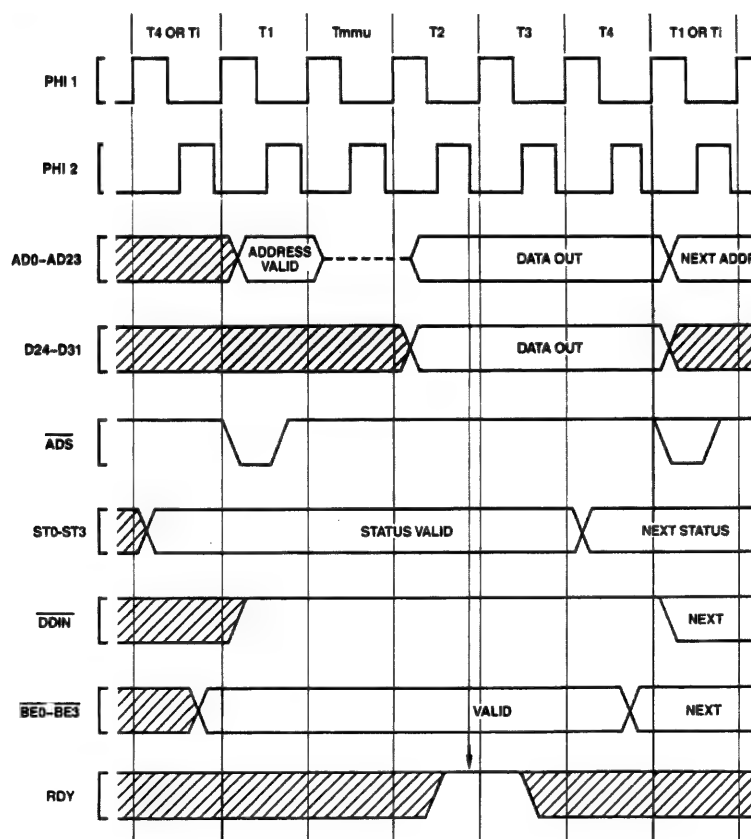 T4 OR Ti T1 Tmmu T2 T3 T4 T1 OR Ti
PHI 1
PHI 2
AD0–AD23 ADDRESS VALID DATA OUT NEXT ADDR
D24–D31 DATA OUT
ADS
ST0-ST3 STATUS VALID NEXT STATUS
DDIN NEXT
BE0–BE3 VALID NEXT
RDY